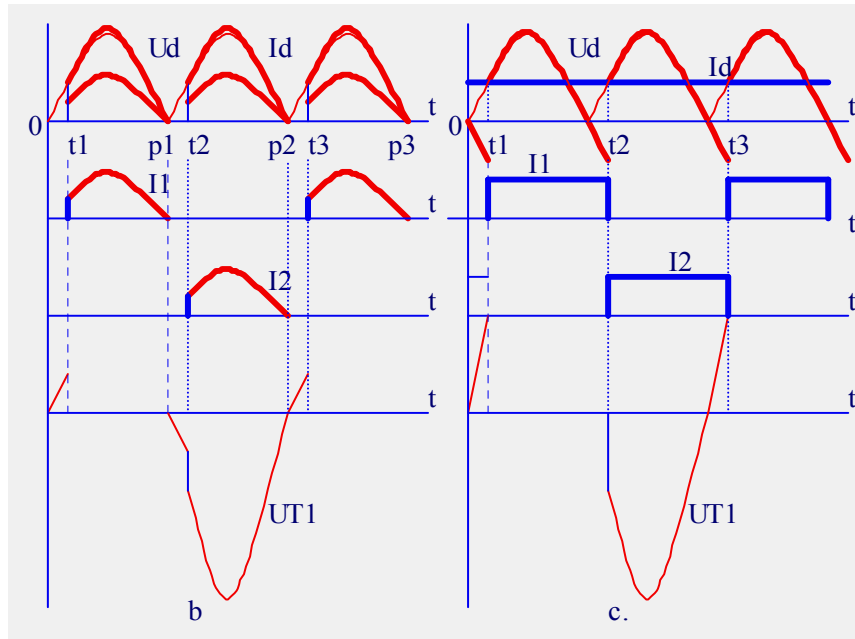 Ud Id t
0 t1 p1 t2 p2 t3 p3
I1 t
I2 t
t
UT1
b
Ud Id t
0 t1 t2 t3
I1 t
I2 t
t
UT1
c.